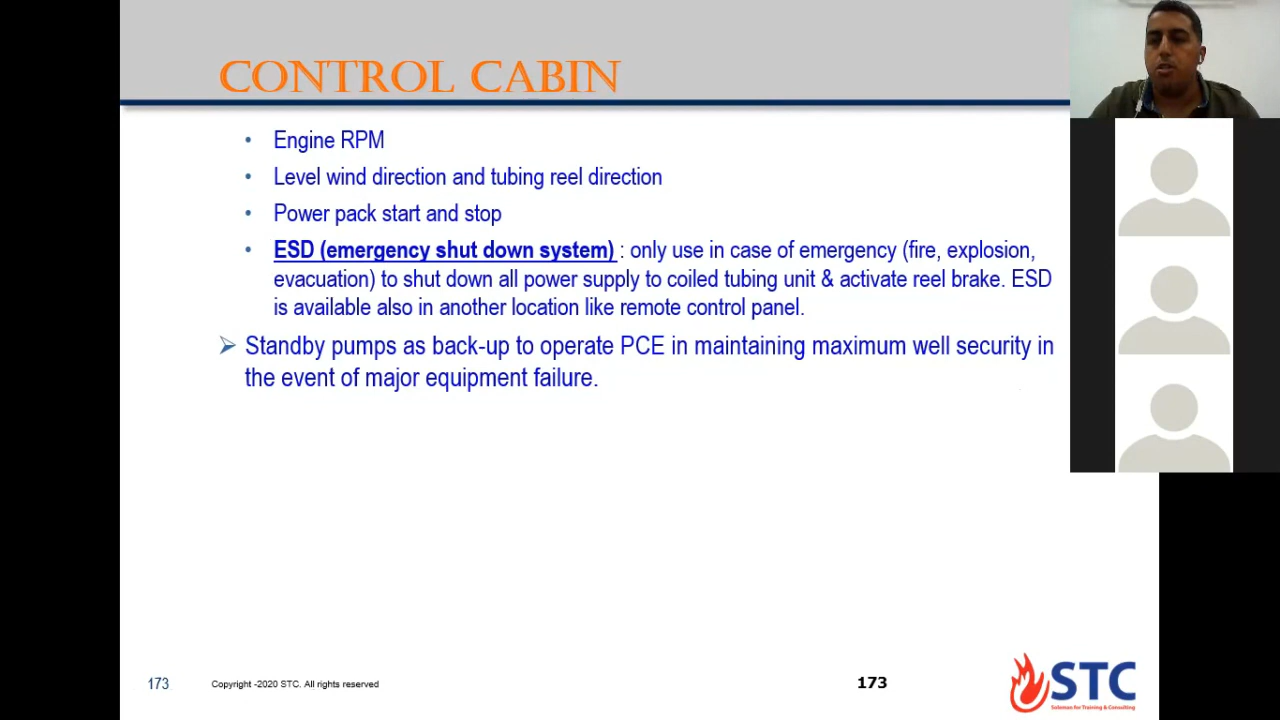 CONTROL CABIN
• Engine RPM
• Level wind direction and tubing reel direction
• Power pack start and stop
• ESD (emergency shut down system) : only use in case of emergency (fire, explosion,
evacuation) to shut down all power supply to coiled tubing unit & activate reel brake. ESD
is available also in another location like remote control panel.
➢ Standby pumps as back-up to operate PCE in maintaining maximum well security in
the event of major equipment failure.
173
Copyright -2020 STC. All rights reserved
173
STC
Solution for Training & Consulting